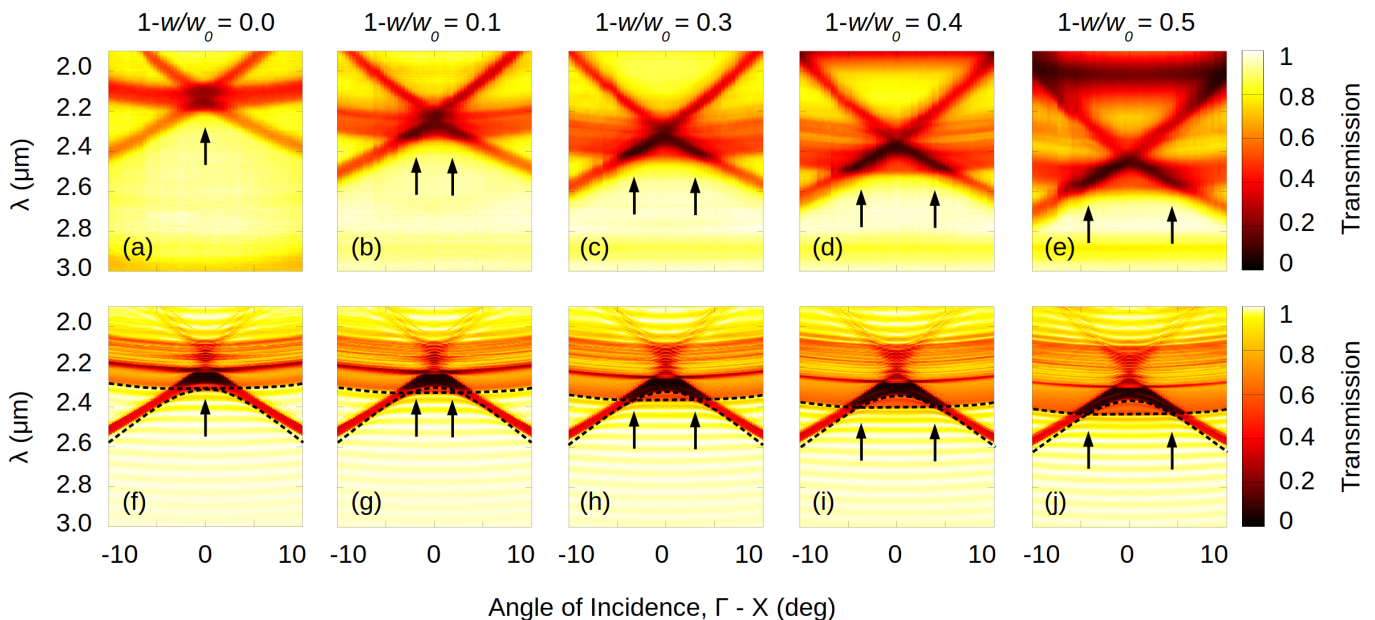 1-w/w0 = 0.0 1-w/w0 = 0.1 1-w/w0 = 0.3 1-w/w0 = 0.4 1-w/w0 = 0.5
2.0
2.2
2.4
2.6
2.8
3.0
λ (μm)
(a) (b) (c) (d) (e)
1
0.8
0.6
0.4
0.2
0
Transmission
2.0
2.2
2.4
2.6
2.8
3.0
λ (μm)
(f) (g) (h) (i) (j)
1
0.8
0.6
0.4
0.2
0
Transmission
-10 0 10 -10 0 10 -10 0 10 -10 0 10 -10 0 10
Angle of Incidence, Γ - X (deg)